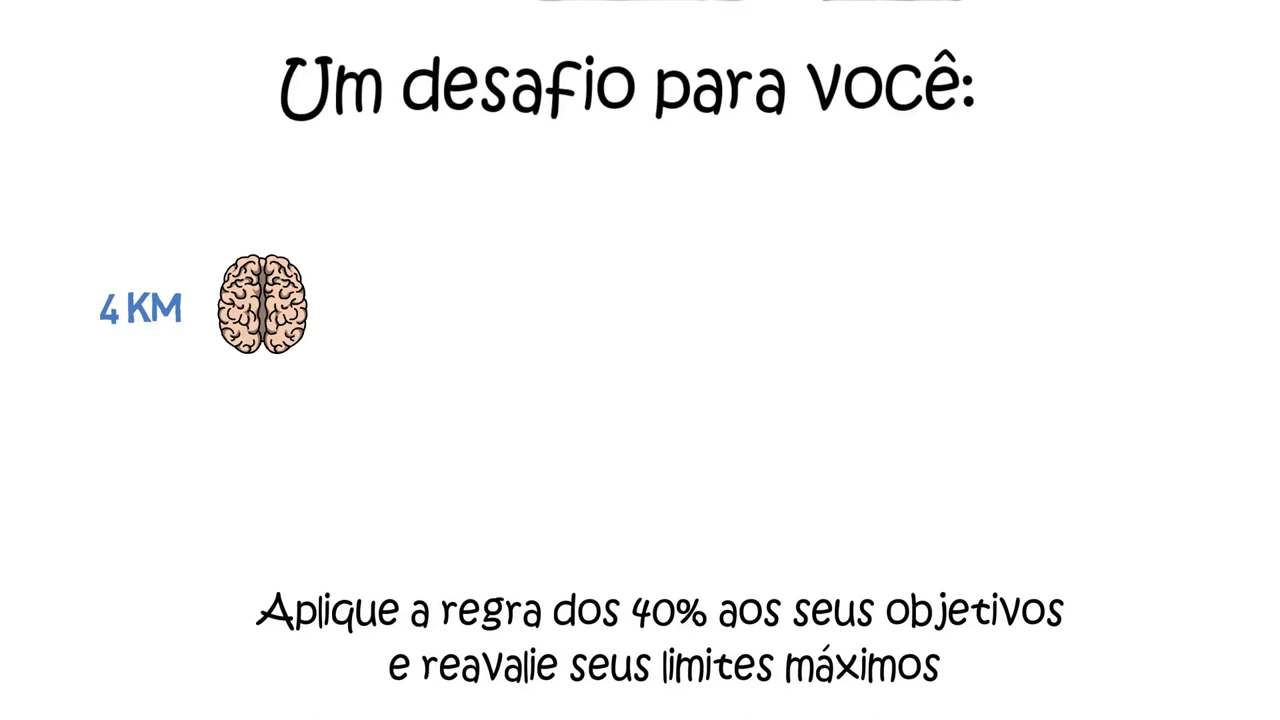 Um desafio para você:
4 KM
Aplique a regra dos 40% aos seus objetivos
e reavalie seus limites máximos